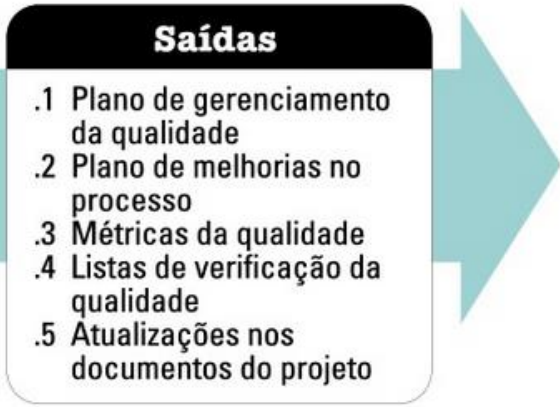 Saídas
.1 Plano de gerenciamento
da qualidade
.2 Plano de melhorias no
processo
.3 Métricas da qualidade
.4 Listas de verificação da
qualidade
.5 Atualizações nos
documentos do projeto